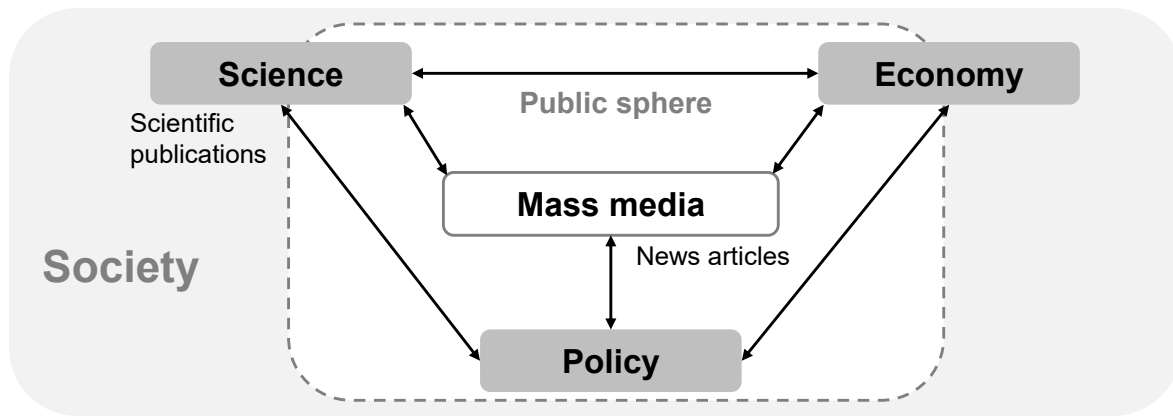 Science
Economy
Public sphere
Scientific
publications
Mass media
News articles
Society
Policy